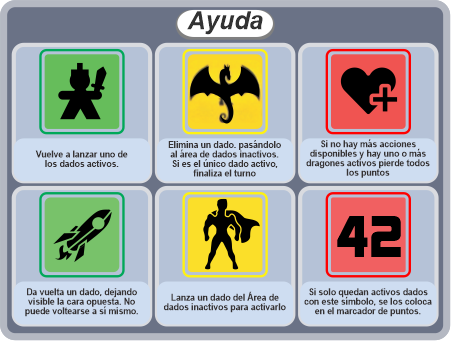 Ayuda
Vuelve a lanzar uno de
los dados activos.
Elimina un dado. pasándolo
al área de dados inactivos.
Si es el único dado activo,
finaliza el turno
Si no hay más acciones
disponibles y hay uno o más
dragones activos pierde todos
los puntos
Da vuelta un dado, dejando
visible la cara opuesta. No
puede voltearse a sí mismo.
Lanza un dado del Área de
dados inactivos para activarlo
42
Si solo quedan activos dados
con este símbolo, se los coloca
en el marcador de puntos.